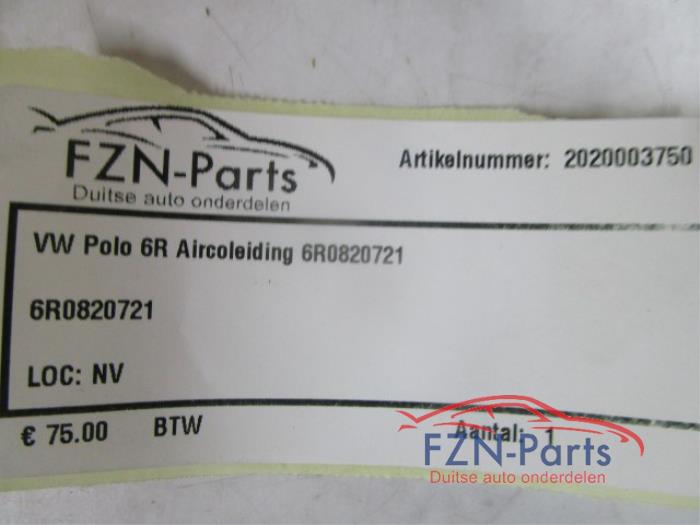 FZN-Parts
Duitse auto onderdelen
Artikelnummer: 2020003750
VW Polo 6R Aircoleiding 6R0820721
6R0820721
LOC: NV
€ 75.00 BTW Aantal: 1
FZN-Parts
Duitse auto onderdelen